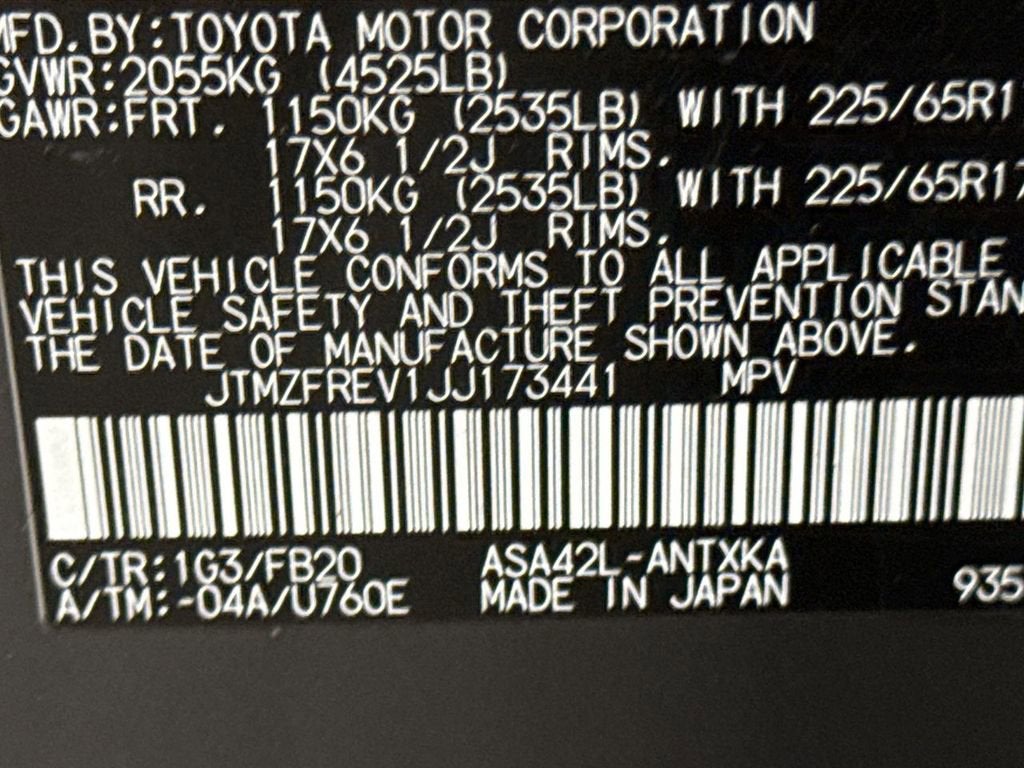 MFD.BY:TOYOTA MOTOR CORPORATION
GVWR:2055KG (4525LB)
GAWR:FRT. 1150KG (2535LB) WITH 225/65R1
17X6 1/2J RIMS.
RR. 1150KG (2535LB) WITH 225/65R17
17X6 1/2J RIMS.
THIS VEHICLE CONFORMS TO ALL APPLICABLE
VEHICLE SAFETY AND THEFT PREVENTION STAN
THE DATE OF MANUFACTURE SHOWN ABOVE.
JTMZFREV1JJ173441 MPV
C/TR:1G3/FB20 ASA42L-ANTXKA
A/TM:-04A/U760E MADE IN JAPAN 935